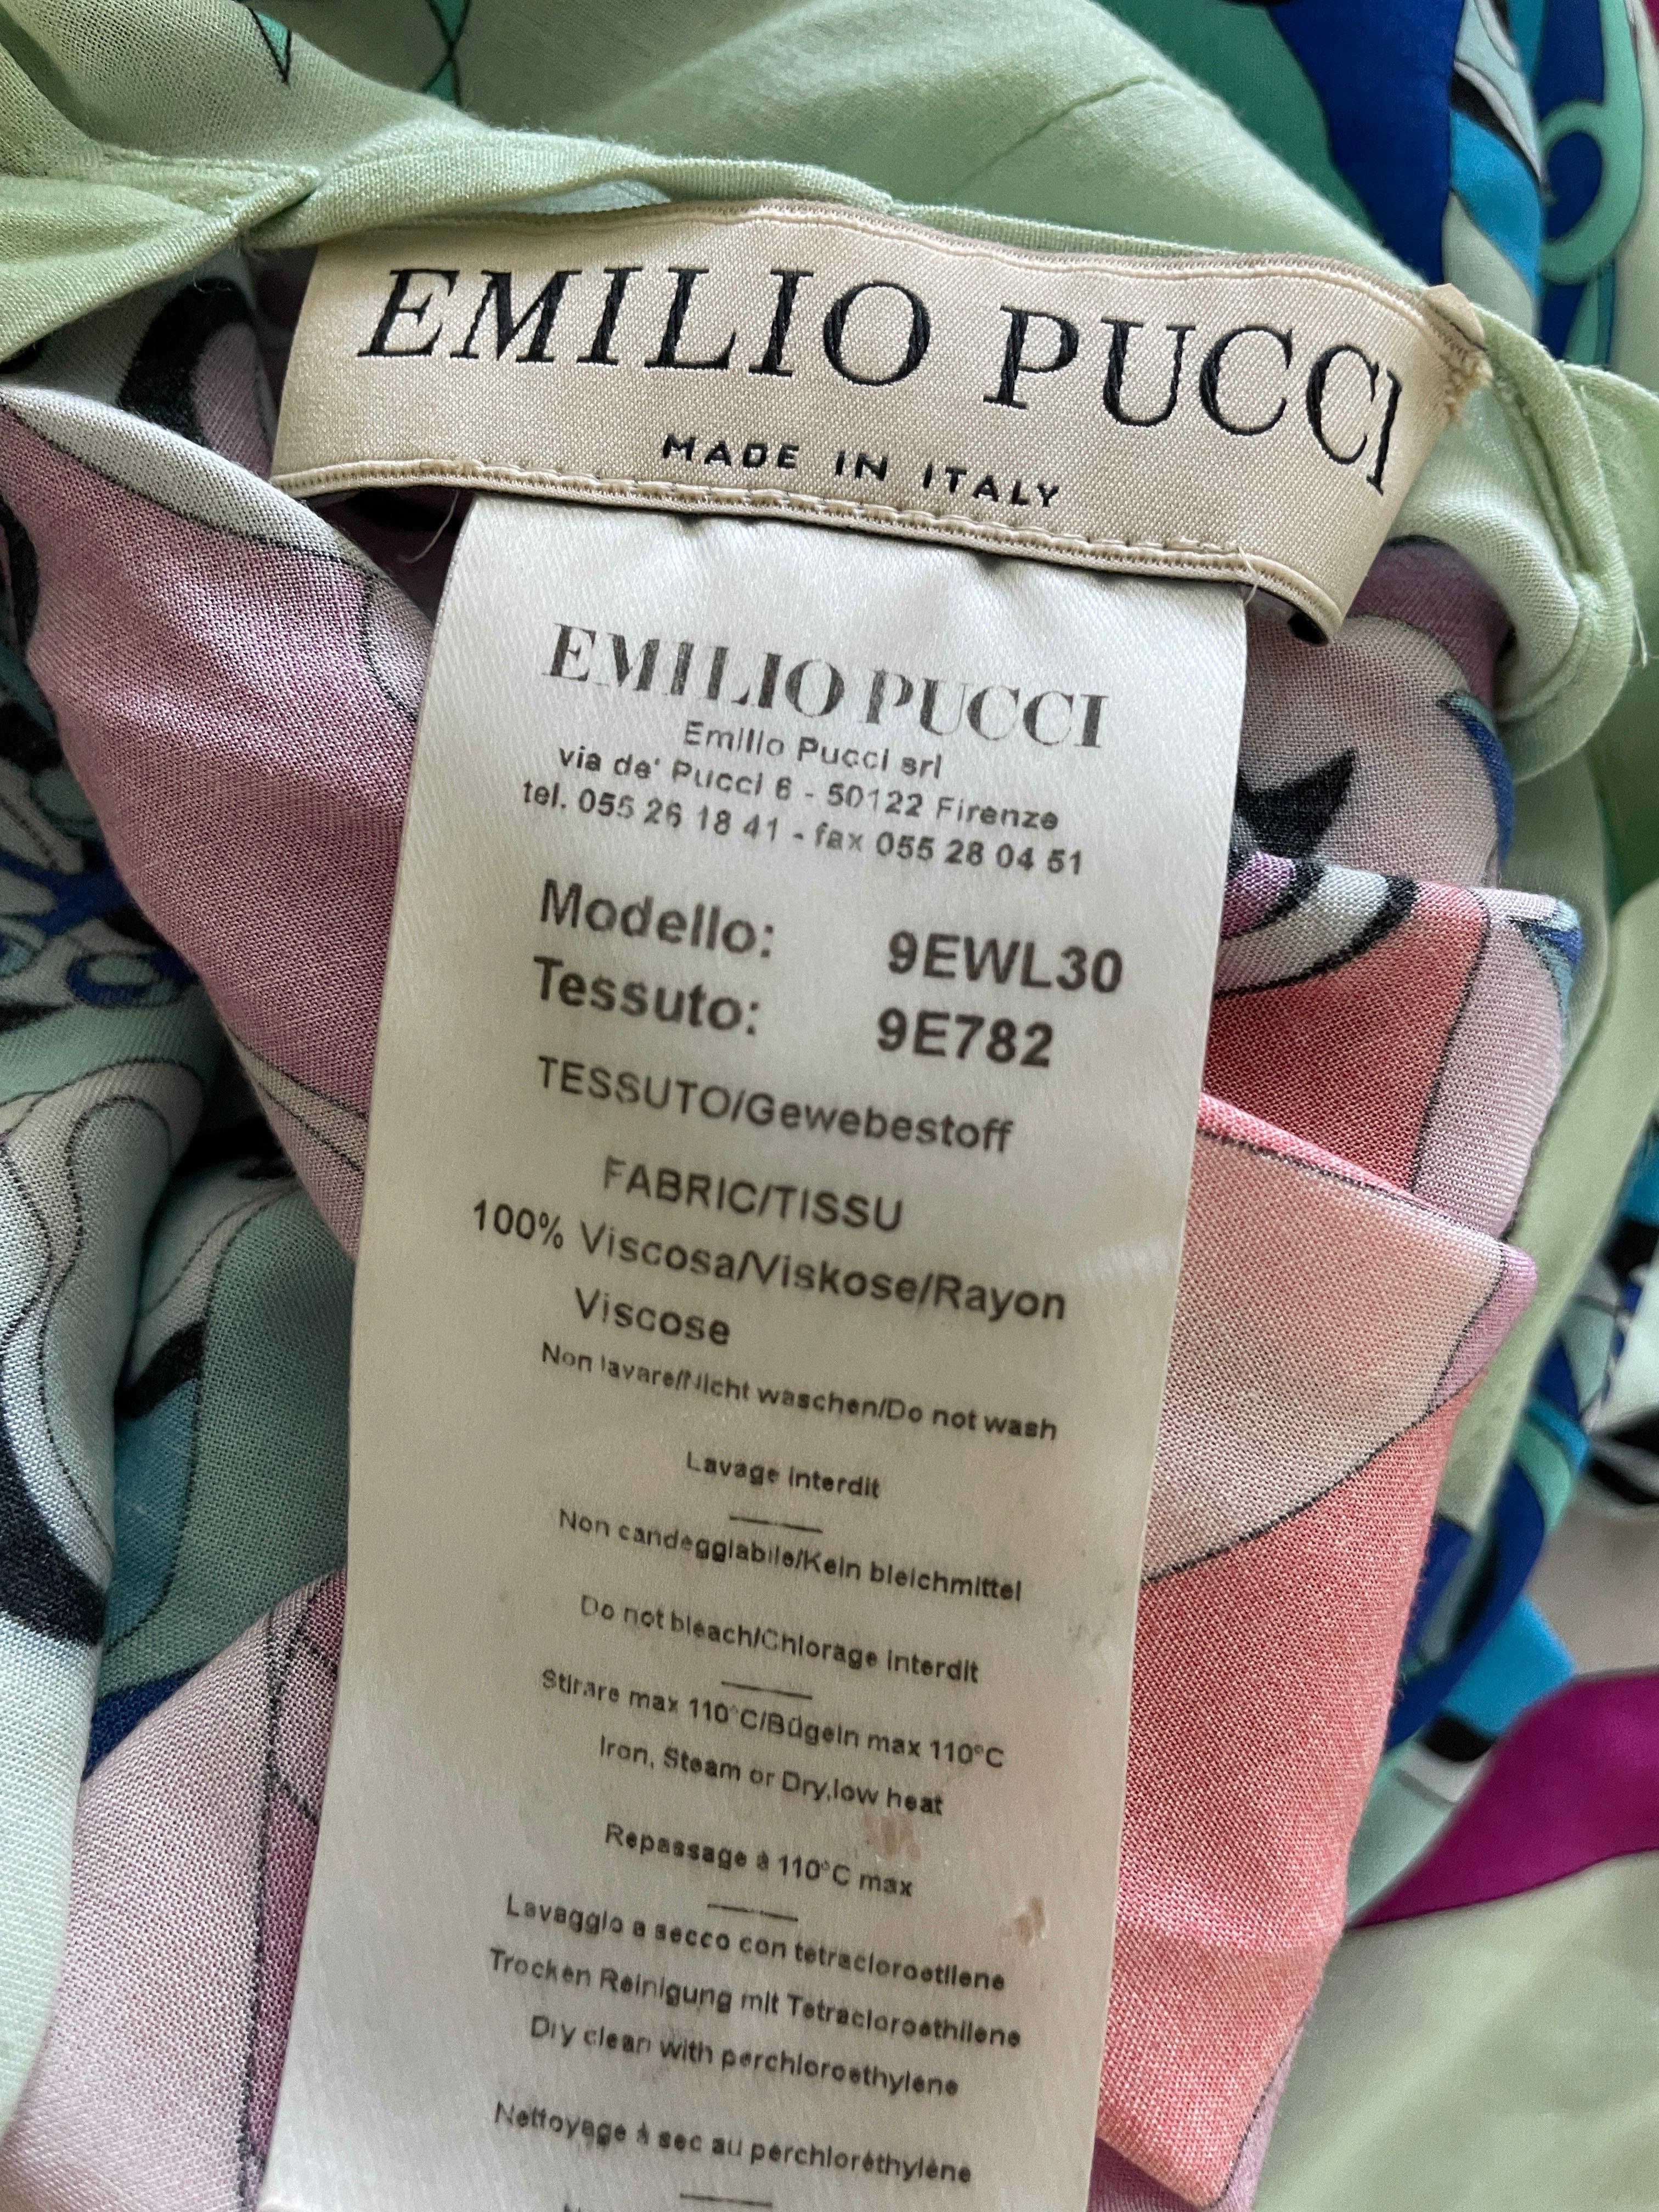 EMILIO PUCCI
MADE IN ITALY
EMILIO PUCCI
Emilio Pucci srl
via de' Pucci 6 - 50122 Firenze
tel. 055 26 18 41 - fax 055 28 04 51
Modello: 9EWL30
Tessuto: 9E782
TESSUTO/Gewebestoff
FABRIC/TISSU
100% Viscosa/Viskose/Rayon
Viscose
Non lavare/Nicht waschen/Do not wash
Lavage interdit
Non candeggiabile/Kein bleichmittel
Do not bleach/Chlorage interdit
Stirare max 110°C/Bügeln max 110°C
Iron, Steam or Dry,low heat
Repassage à 110°C max
Lavaggio a secco con tetracloroetilene
Trocken Reinigung mit Tetracloroethilene
Dry clean with perchloroethylene
Nettoyage à sec au perchloréthylène